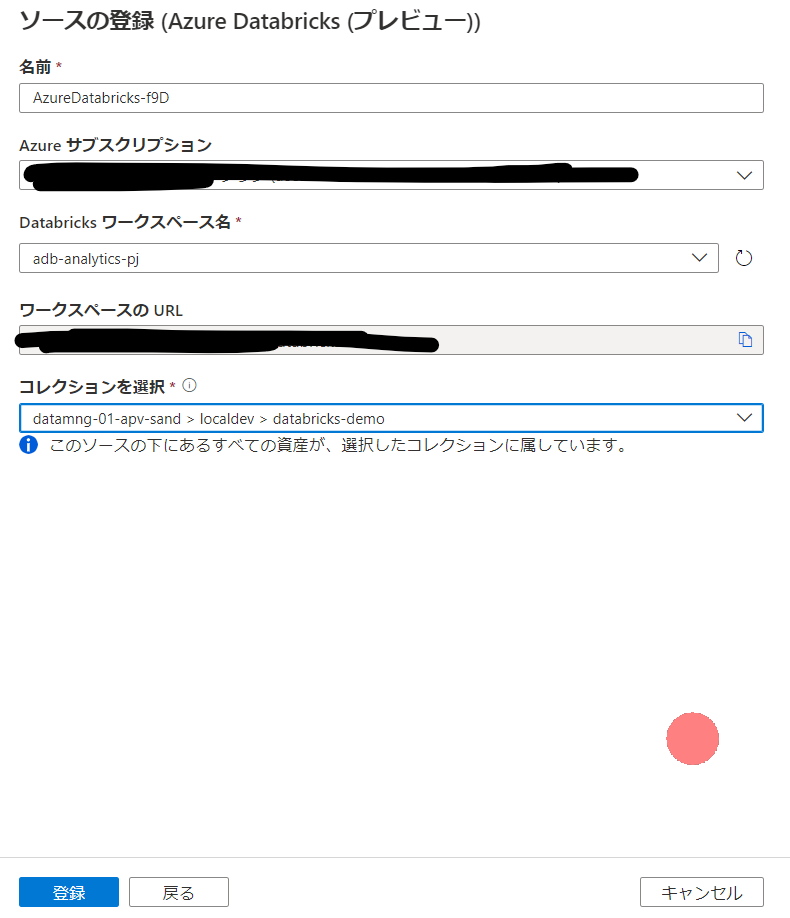 ソースの登録 (Azure Databricks (プレビュー))
名前 *
AzureDatabricks-f9D
Azure サブスクリプション
Databricks ワークスペース名 *
adb-analytics-pj
ワークスペースの URL
コレクションを選択 *
datamng-01-apv-sand > localdev > databricks-demo
このソースの下にあるすべての資産が、選択したコレクションに属しています。
登録 戻る キャンセル